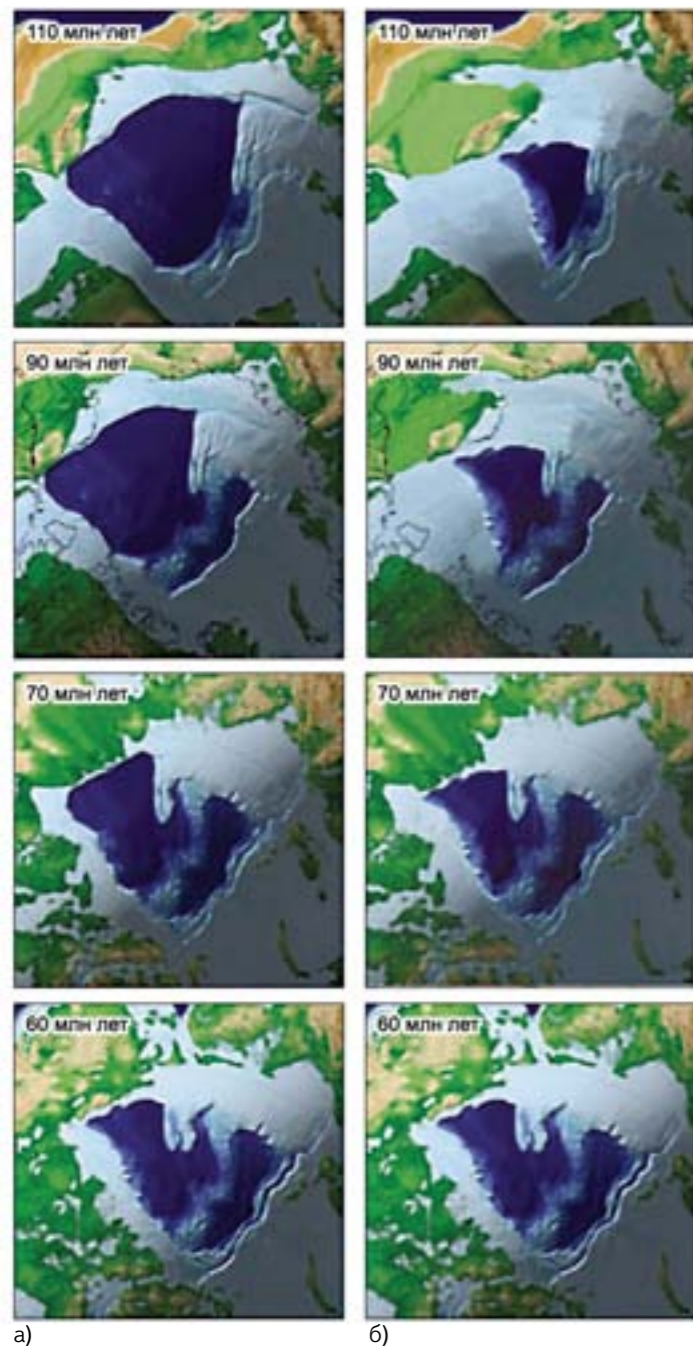 110 млн лет
110 млн лет
90 млн лет
90 млн лет
70 млн лет
70 млн лет
60 млн лет
60 млн лет
а)
б)